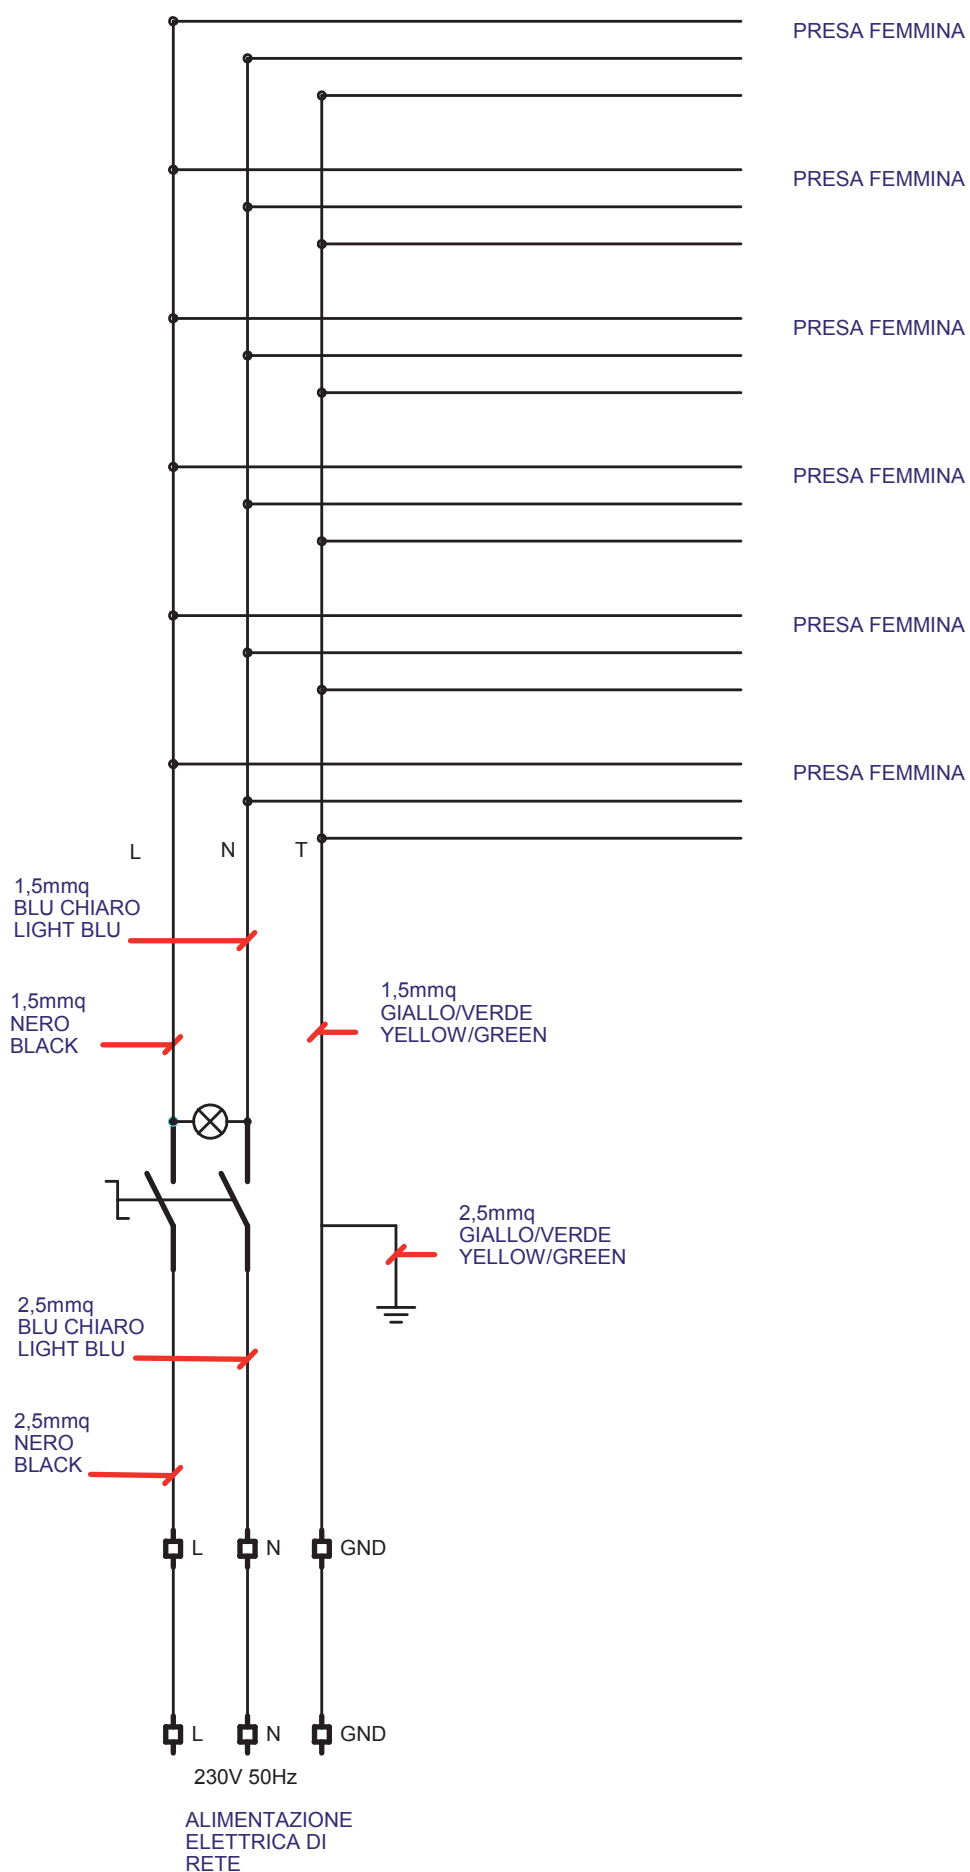 PRESA FEMMINA
PRESA FEMMINA
PRESA FEMMINA
PRESA FEMMINA
PRESA FEMMINA
PRESA FEMMINA
L N T
1,5mmq
BLU CHIARO
LIGHT BLU
1,5mmq
NERO
BLACK
1,5mmq
GIALLO/VERDE
YELLOW/GREEN
2,5mmq
GIALLO/VERDE
YELLOW/GREEN
2,5mmq
BLU CHIARO
LIGHT BLU
2,5mmq
NERO
BLACK
L N GND
L N GND
230V 50Hz
ALIMENTAZIONE
ELETTRICA DI
RETE